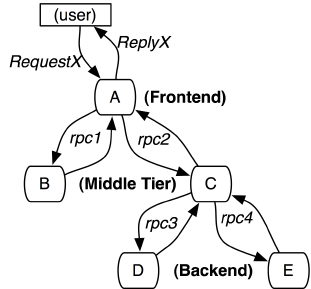 (user)
ReplyX
RequestX
A (Frontend)
rpc1 rpc2
B (Middle Tier) C
rpc3 rpc4
D (Backend) E